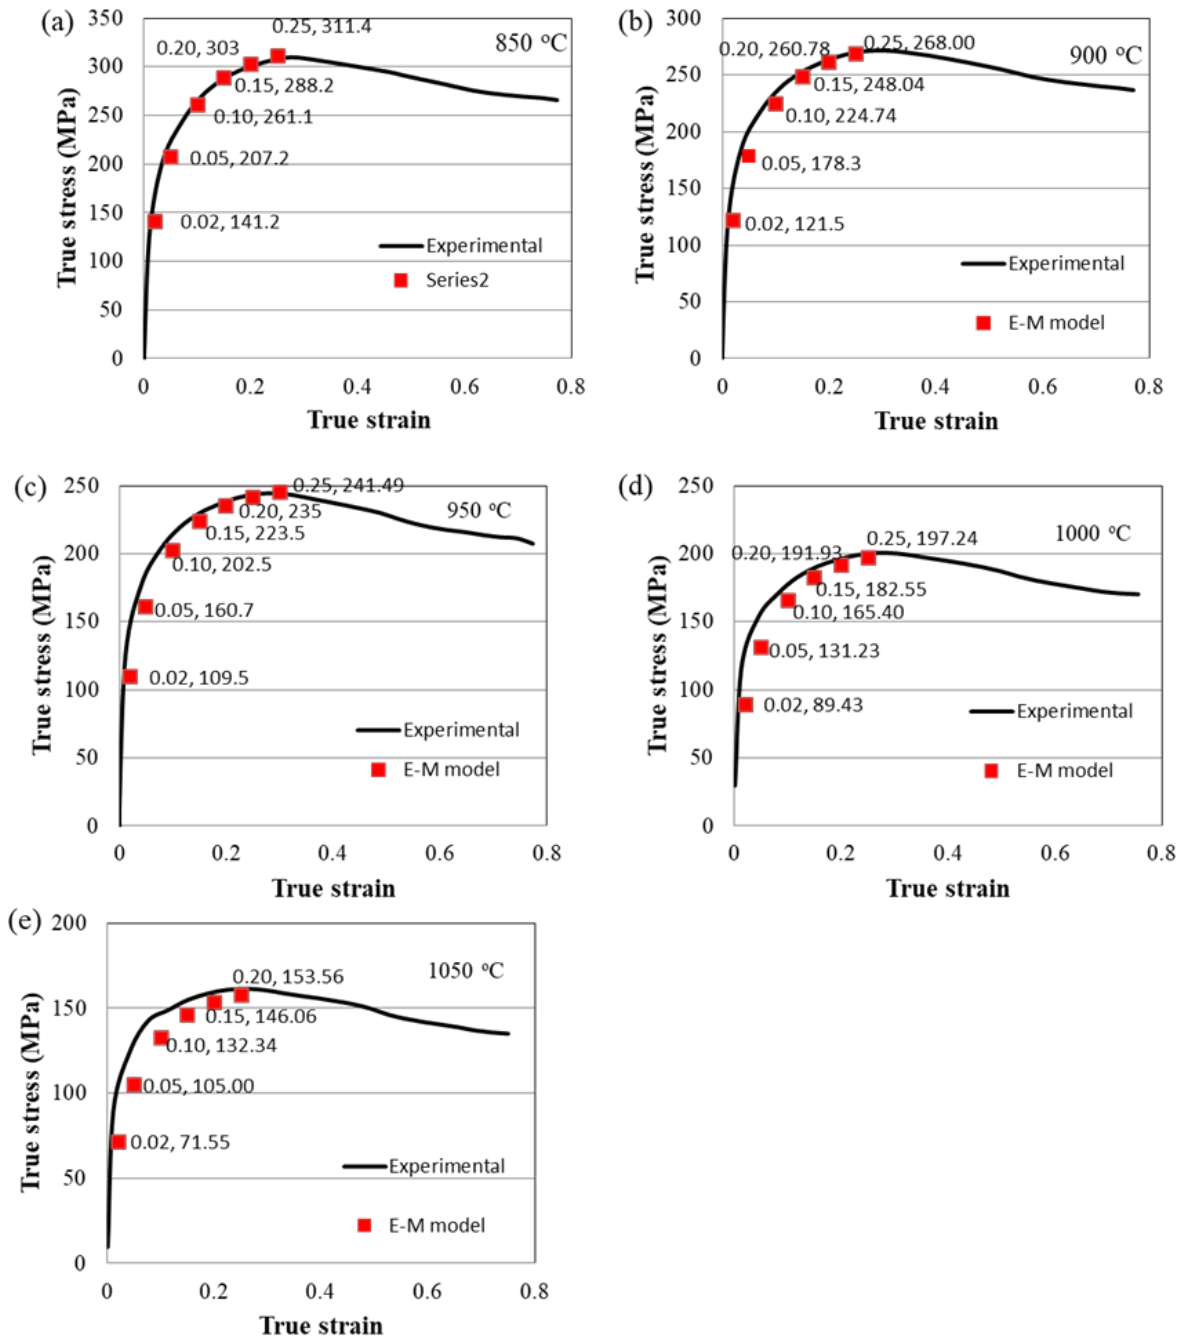 (a)
350
300
250
200
150
100
50
0
0.25, 311.4
0.20, 303
850 °C
0.15, 288.2
0.10, 261.1
0.05, 207.2
0.02, 141.2
Experimental
Series2
True stress (MPa)
0 0.2 0.4 0.6 0.8
True strain
(b)
300
250
200
150
100
50
0
0.20, 260.78
0.25, 268.00
900 °C
0.15, 248.04
0.10, 224.74
0.05, 178.3
0.02, 121.5
Experimental
E-M model
True stress (MPa)
0 0.2 0.4 0.6 0.8
True strain
(c)
250
200
150
100
50
0
0.25, 241.49
0.20, 235
950 °C
0.15, 223.5
0.10, 202.5
0.05, 160.7
0.02, 109.5
Experimental
E-M model
True stress (MPa)
0 0.2 0.4 0.6 0.8
True strain
(d)
250
200
150
100
50
0
1000 °C
0.25, 197.24
0.20, 191.93
0.15, 182.55
0.10, 165.40
0.05, 131.23
0.02, 89.43
Experimental
E-M model
True stress (MPa)
0 0.2 0.4 0.6 0.8
True strain
(e)
200
150
100
50
0
1050 °C
0.20, 153.56
0.15, 146.06
0.10, 132.34
0.05, 105.00
0.02, 71.55
Experimental
E-M model
True stress (MPa)
0 0.2 0.4 0.6 0.8
True strain